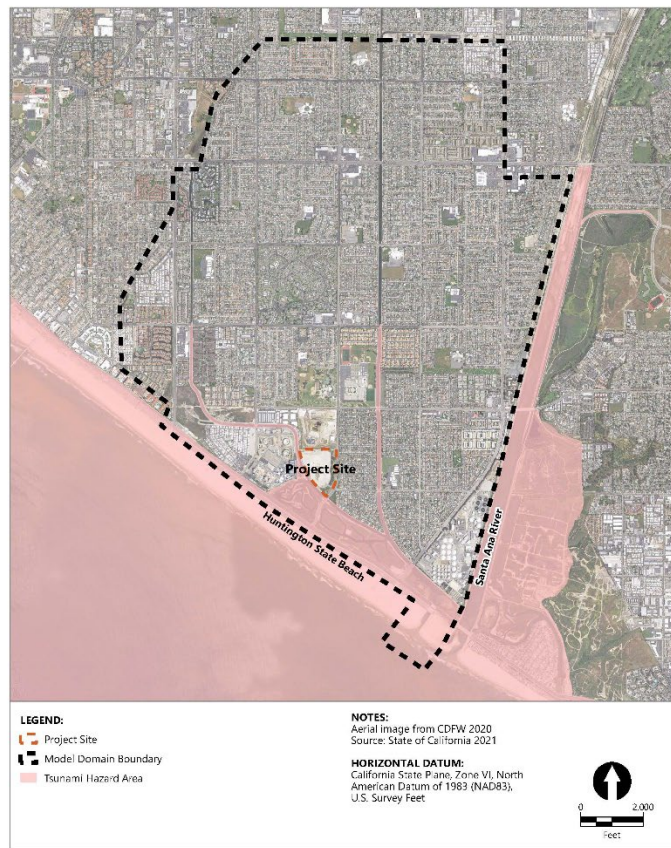 Project Site
Huntington State Beach
Santa Ana River
LEGEND:
Project Site
Model Domain Boundary
Tsunami Hazard Area
NOTES:
Aerial image from CDFW 2020
Source: State of California 2021
HORIZONTAL DATUM:
California State Plane, Zone VI, North
American Datum of 1983 (NAD83),
U.S. Survey Feet
0 2,000
Feet